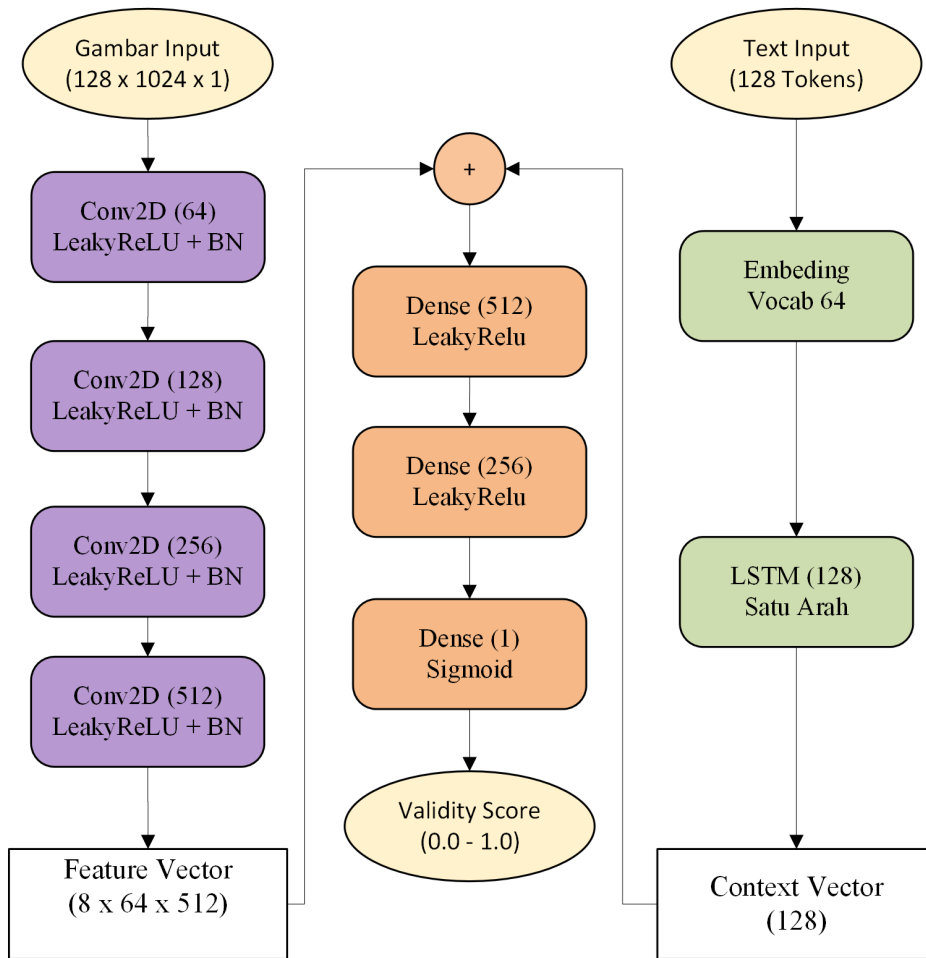 Gambar Input
(128 x 1024 x 1)
Conv2D (64)
LeakyReLU + BN
Conv2D (128)
LeakyReLU + BN
Conv2D (256)
LeakyReLU + BN
Conv2D (512)
LeakyReLU + BN
Feature Vector
(8 x 64 x 512)
+
Dense (512)
LeakyRelu
Dense (256)
LeakyRelu
Dense (1)
Sigmoid
Validity Score
(0.0 - 1.0)
Text Input
(128 Tokens)
Embeding
Vocab 64
LSTM (128)
Satu Arah
Context Vector
(128)